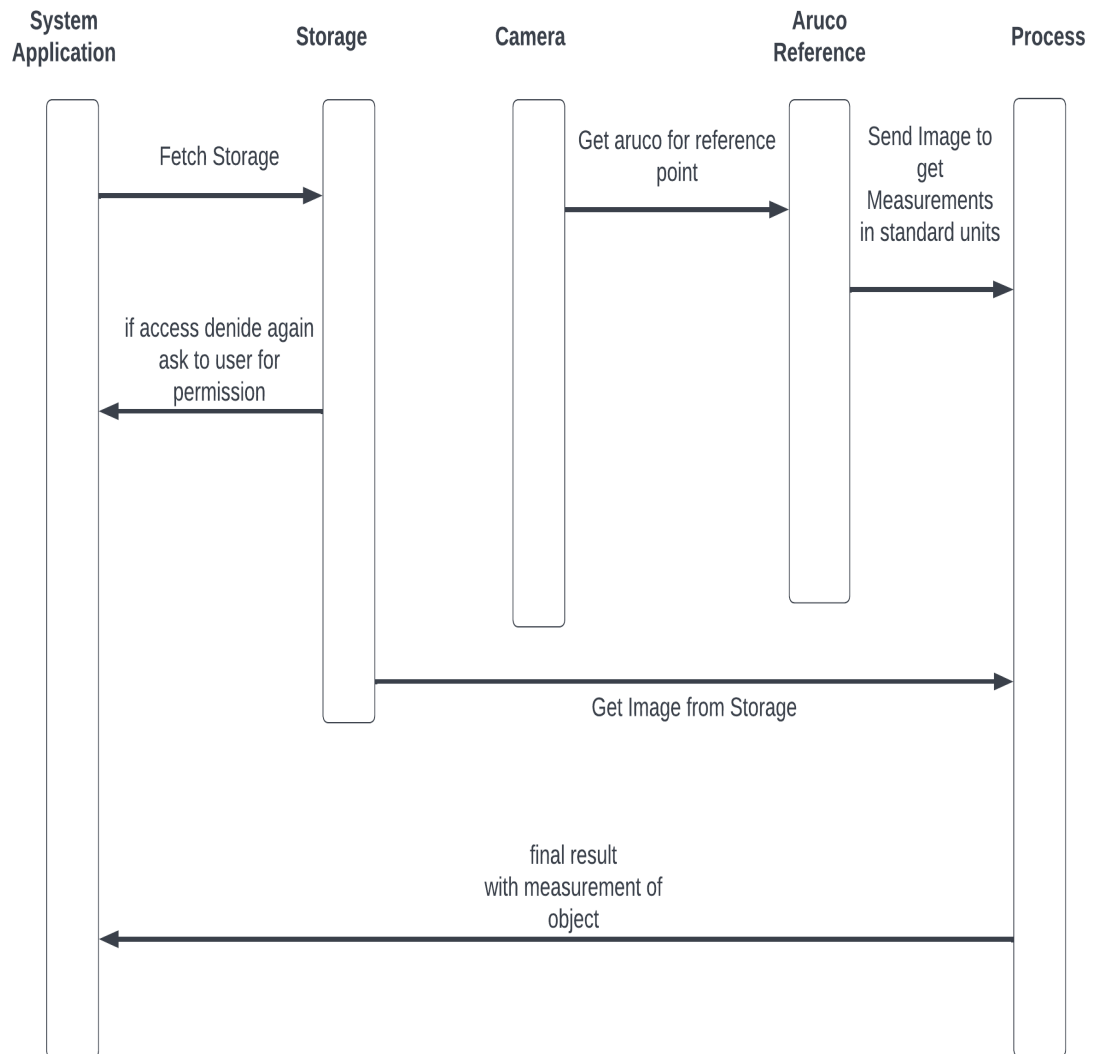 System
Application
Storage
Camera
Aruco
Reference
Process
Fetch Storage
Get aruco for reference
point
Send Image to
get
Measurements
in standard units
if access denide again
ask to user for
permission
Get Image from Storage
final result
with measurement of
object